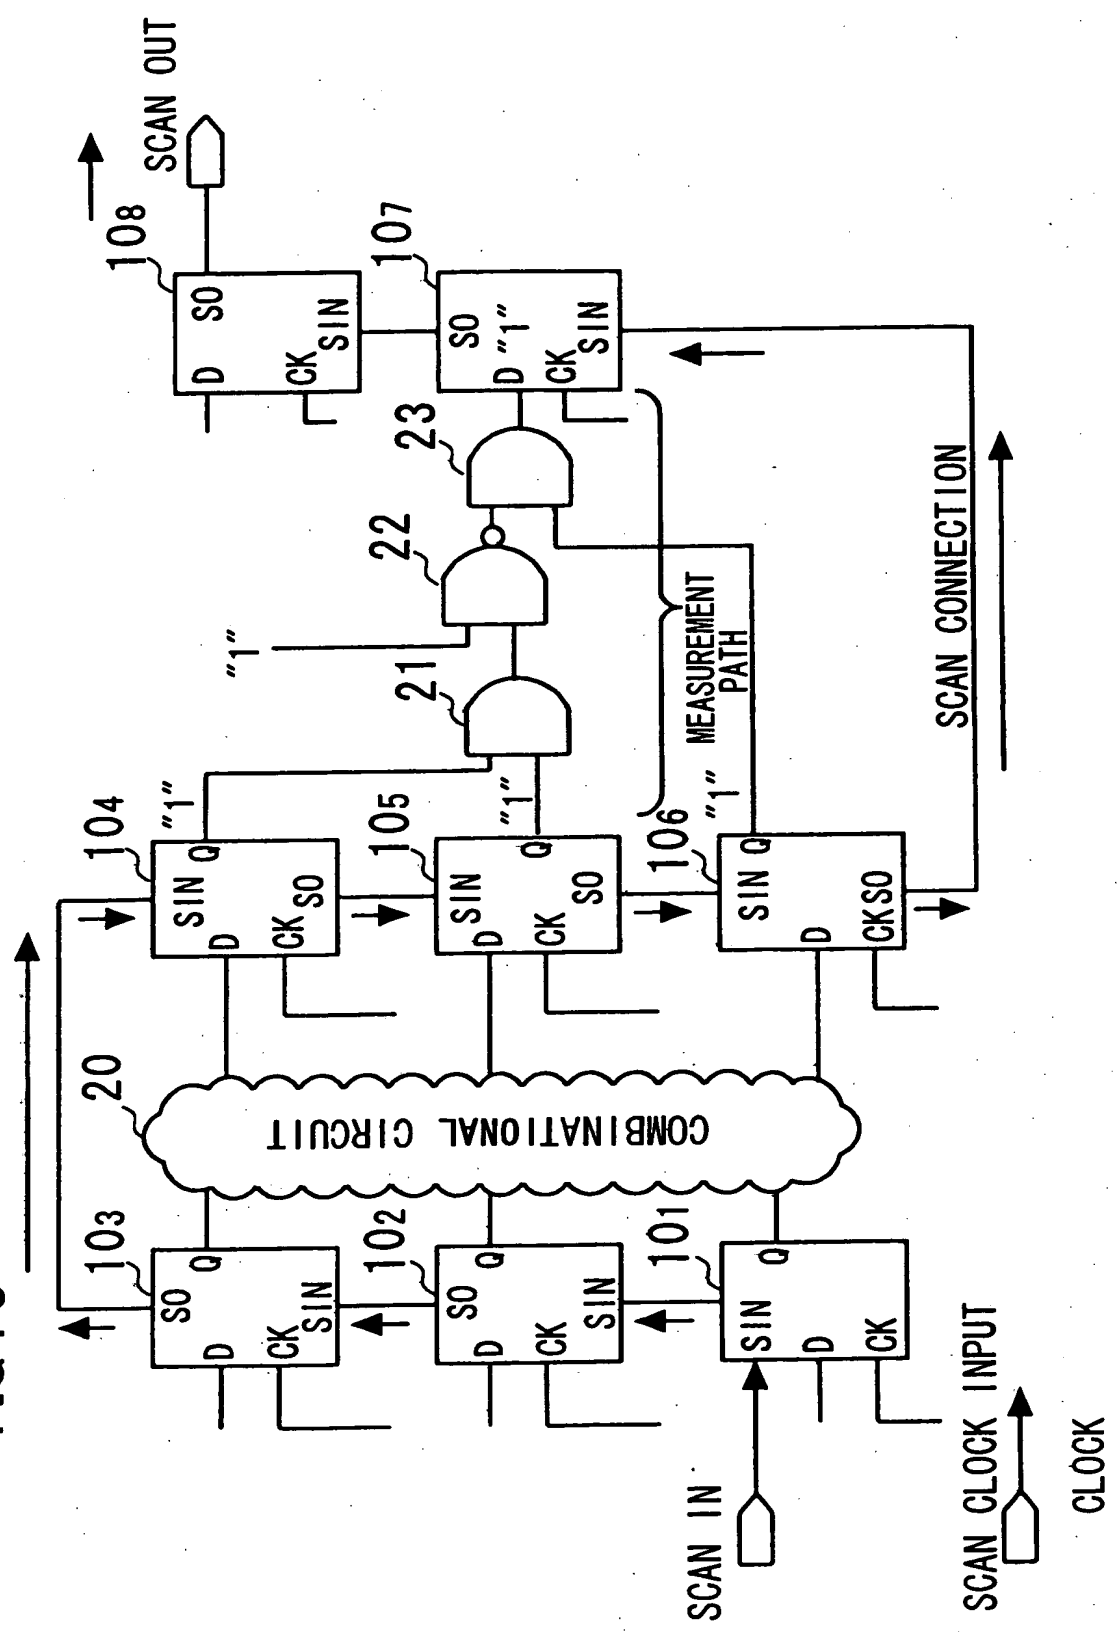 SCAN OUT
103
20
104
108
SO
Q
D
CK
SIN
SIN
Q
D
CK
SO
"1"
"1"
D
SO
CK
SIN
102
105
21
22
23
107
SO
Q
D
CK
SIN
SIN
Q
D
CK
SO
"1"
SO
D "1"
CK
SIN
COMBINATIONAL CIRCUIT
MEASUREMENT
PATH
101
106
"1"
SCAN IN
SIN
Q
D
CK
SIN
Q
D
CK
SO
SCAN CONNECTION
SCAN CLOCK INPUT
CLOCK